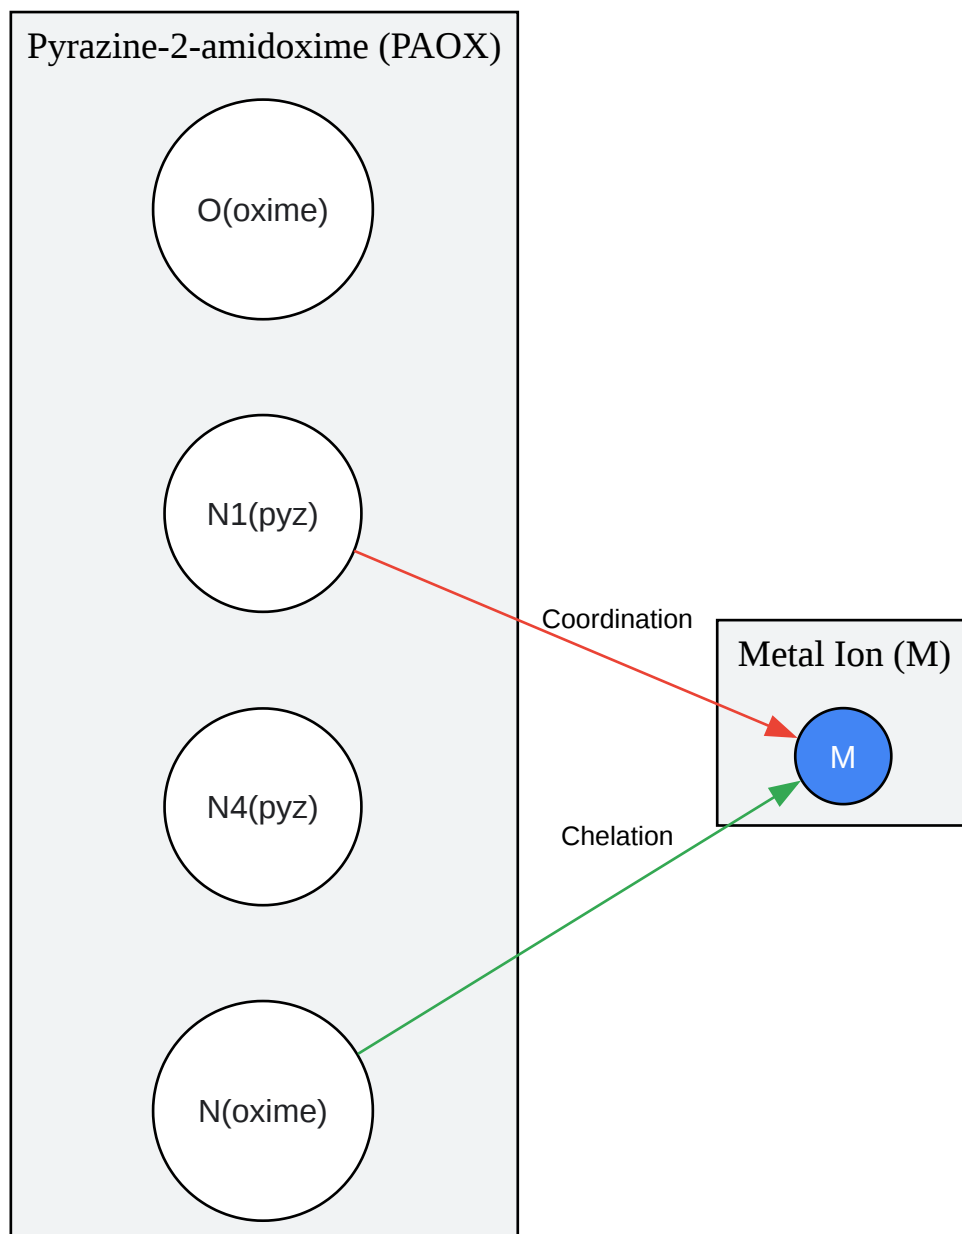 Pyrazine-2-amidoxime (PAOX)
O(oxime)
N1(pyz)
Coordination
Metal Ion (M)
M
N4(pyz)
Chelation
N(oxime)